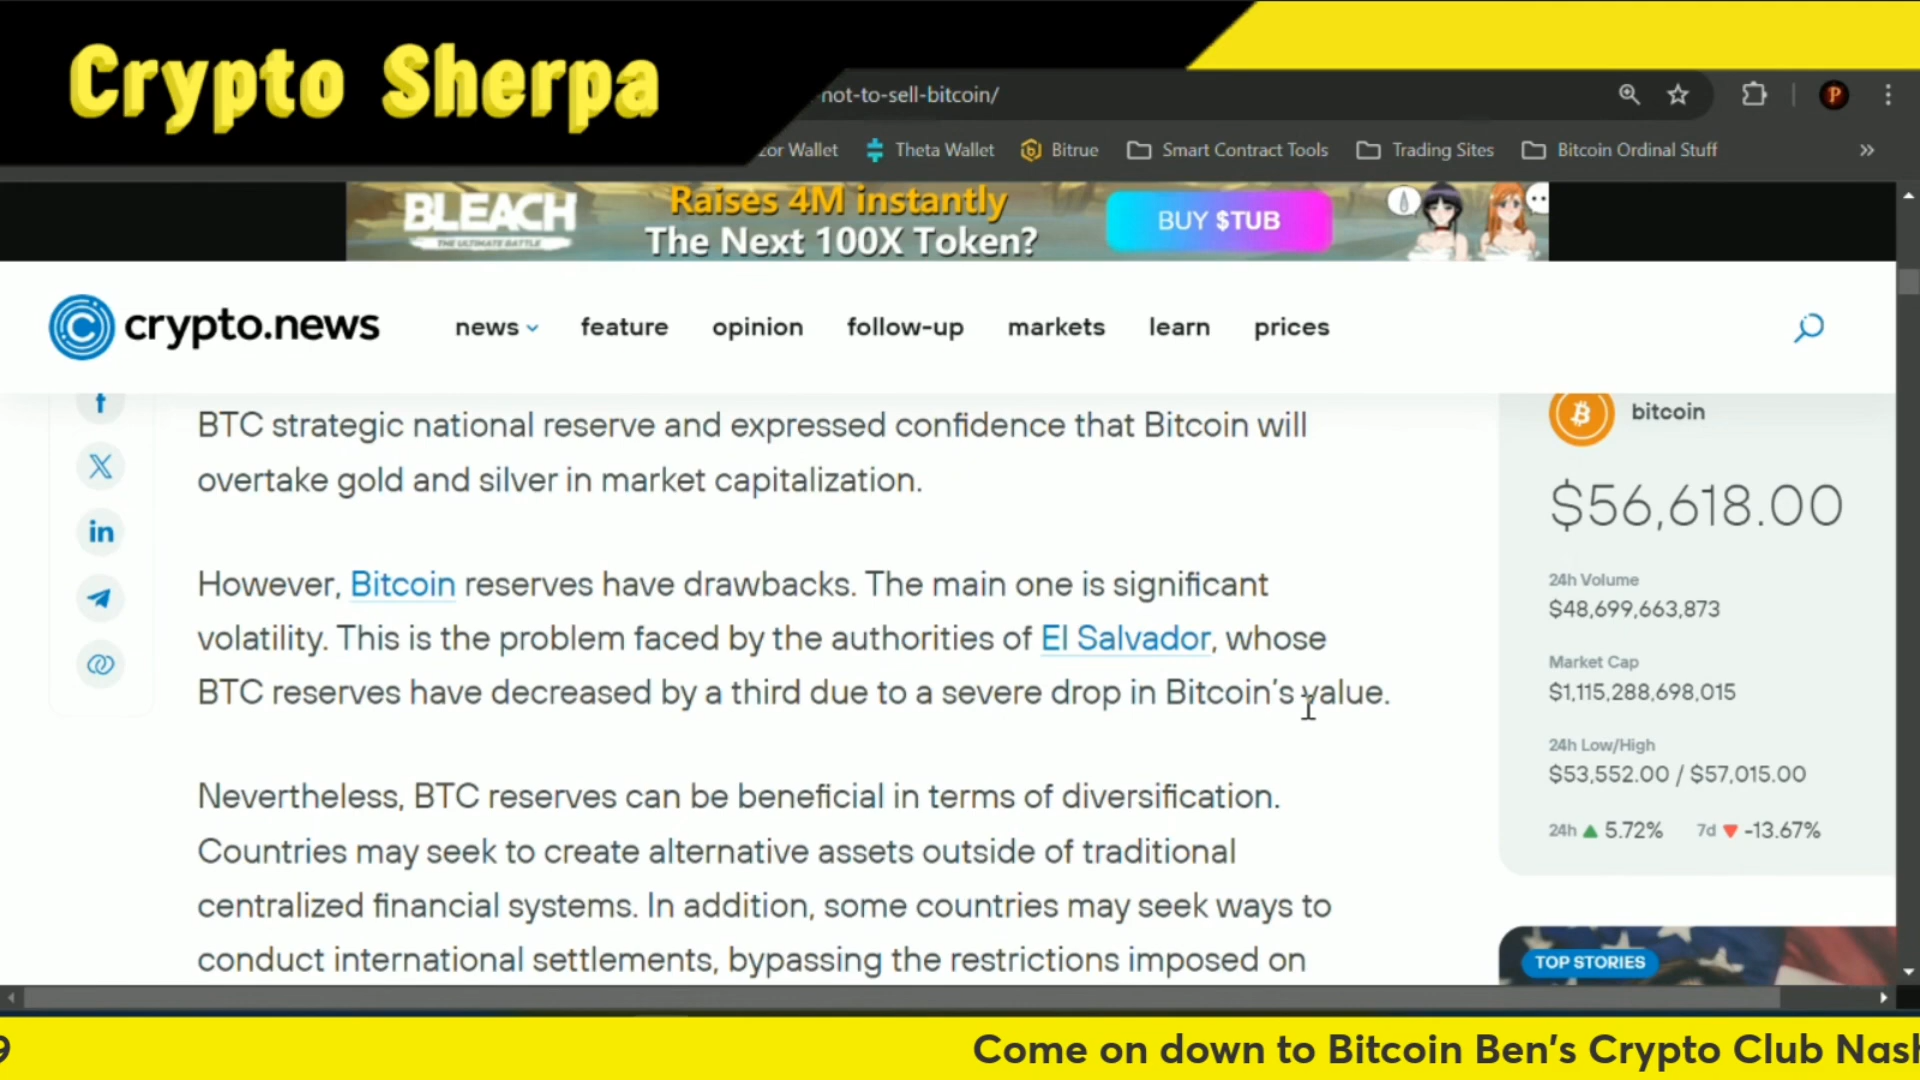 Crypto Sherpa
not-to-sell-bitcoin/
zor Wallet
Theta Wallet
Bitrue
Smart Contract Tools
Trading Sites
Bitcoin Ordinal Stuff
BLEACH
THE ULTIMATE BATTLE
Raises 4M instantly
The Next 100X Token?
BUY $TUB
crypto.news
news
feature
opinion
follow-up
markets
learn
prices
BTC strategic national reserve and expressed confidence that Bitcoin will
overtake gold and silver in market capitalization.
However, Bitcoin reserves have drawbacks. The main one is significant
volatility. This is the problem faced by the authorities of El Salvador, whose
BTC reserves have decreased by a third due to a severe drop in Bitcoin's value.
Nevertheless, BTC reserves can be beneficial in terms of diversification.
Countries may seek to create alternative assets outside of traditional
centralized financial systems. In addition, some countries may seek ways to
conduct international settlements, bypassing the restrictions imposed on
bitcoin
$56,618.00
24h Volume
$48,699,663,873
Market Cap
$1,115,288,698,015
24h Low/High
$53,552.00 / $57,015.00
24h 5.72% 7d -13.67%
TOP STORIES
9
Come on down to Bitcoin Ben's Crypto Club Nash